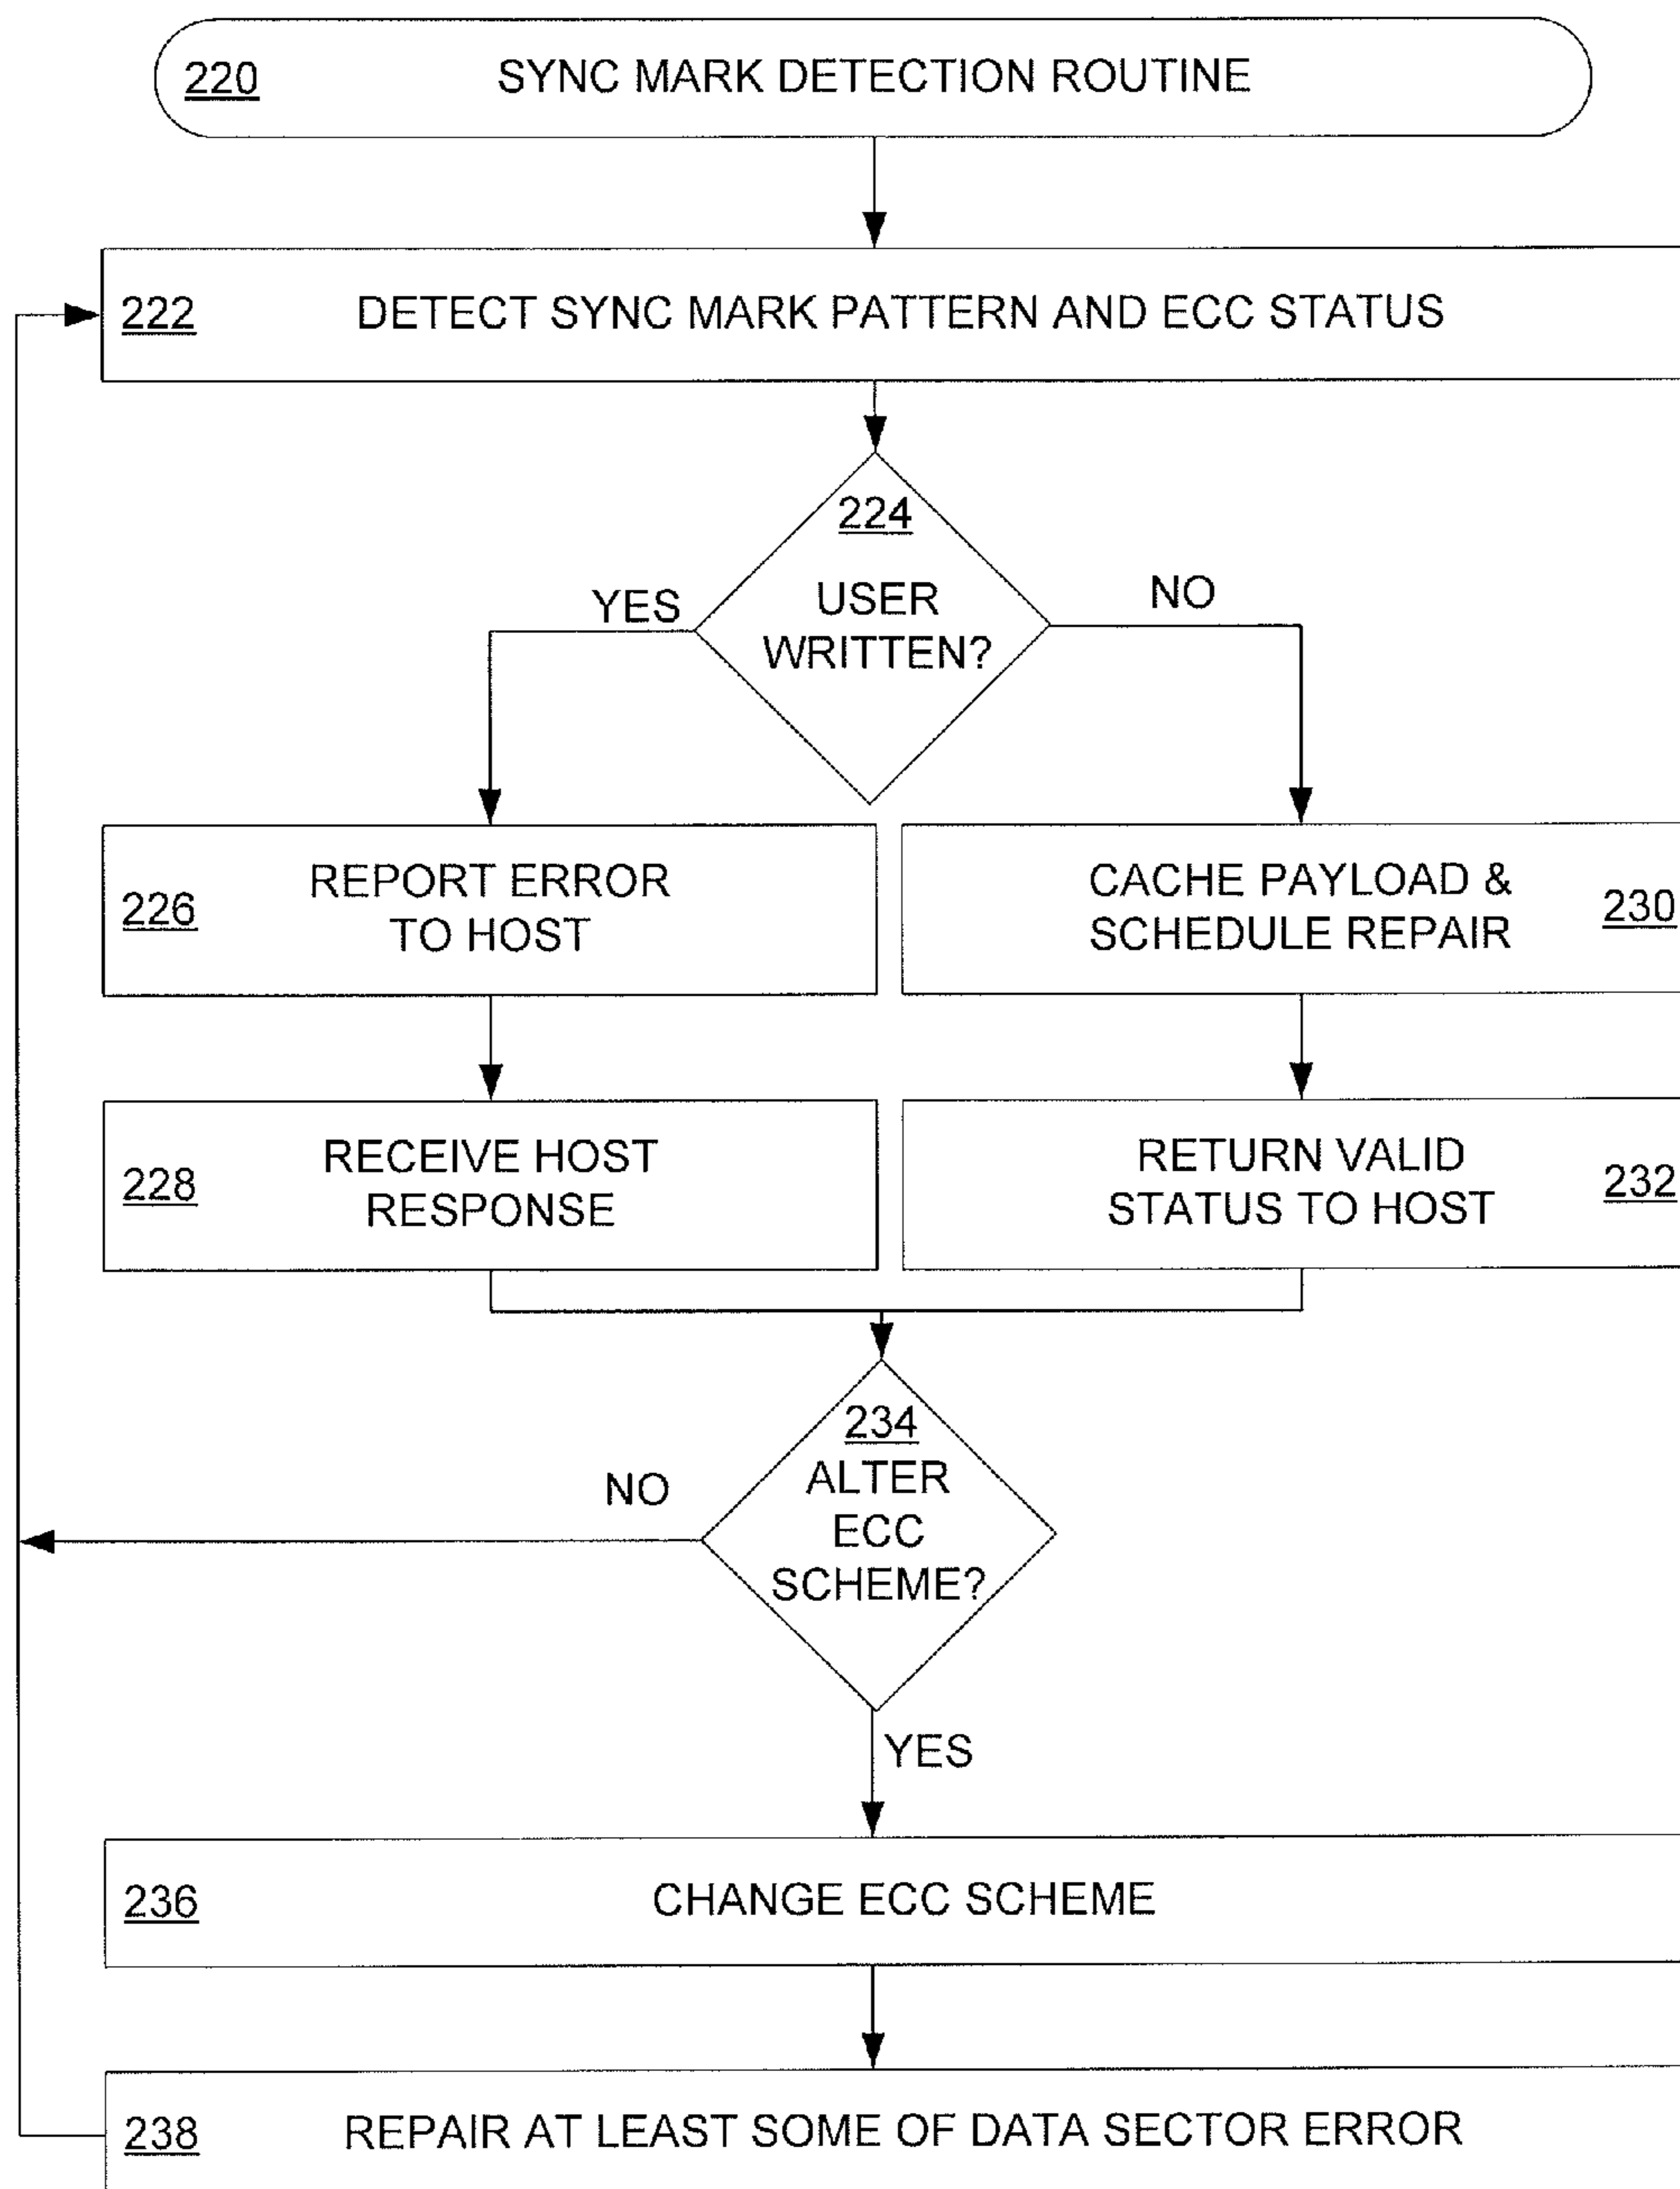 220 SYNC MARK DETECTION ROUTINE
222 DETECT SYNC MARK PATTERN AND ECC STATUS
224
YES
USER
WRITTEN?
NO
226
REPORT ERROR
TO HOST
CACHE PAYLOAD &
SCHEDULE REPAIR
230
228
RECEIVE HOST
RESPONSE
RETURN VALID
STATUS TO HOST
232
234
NO
ALTER
ECC
SCHEME?
YES
236 CHANGE ECC SCHEME
238 REPAIR AT LEAST SOME OF DATA SECTOR ERROR